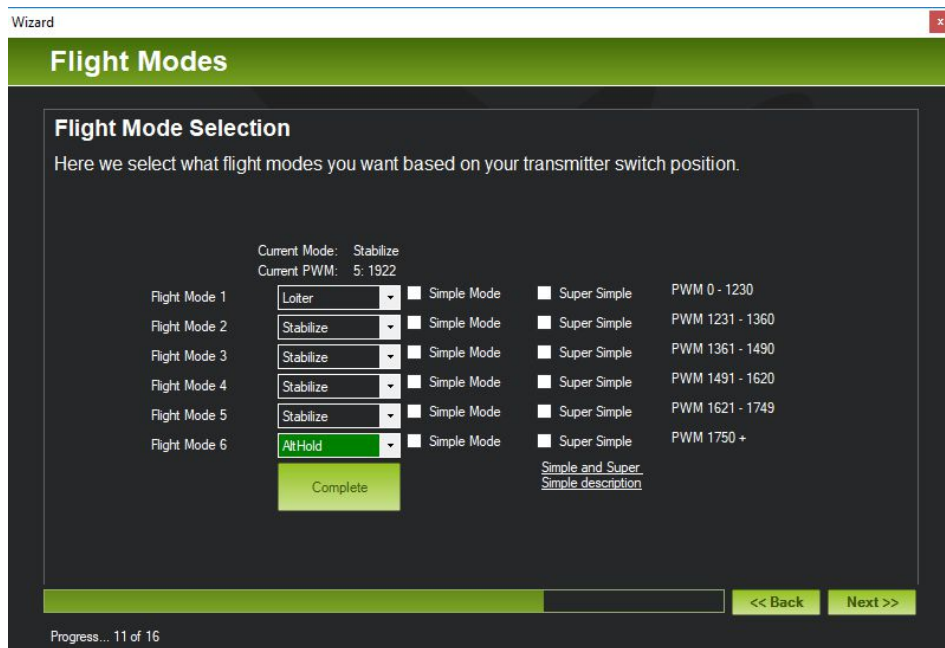 Wizard
x
Flight Modes
Flight Mode Selection
Here we select what flight modes you want based on your transmitter switch position.
Current Mode: Stabilize
Current PWM: 5: 1922
Flight Mode 1 Loiter Simple Mode Super Simple PWM 0 - 1230
Flight Mode 2 Stabilize Simple Mode Super Simple PWM 1231 - 1360
Flight Mode 3 Stabilize Simple Mode Super Simple PWM 1361 - 1490
Flight Mode 4 Stabilize Simple Mode Super Simple PWM 1491 - 1620
Flight Mode 5 Stabilize Simple Mode Super Simple PWM 1621 - 1749
Flight Mode 6 AltHold Simple Mode Super Simple PWM 1750 +
Complete
Simple and Super
Simple description
<< Back Next >>
Progress... 11 of 16